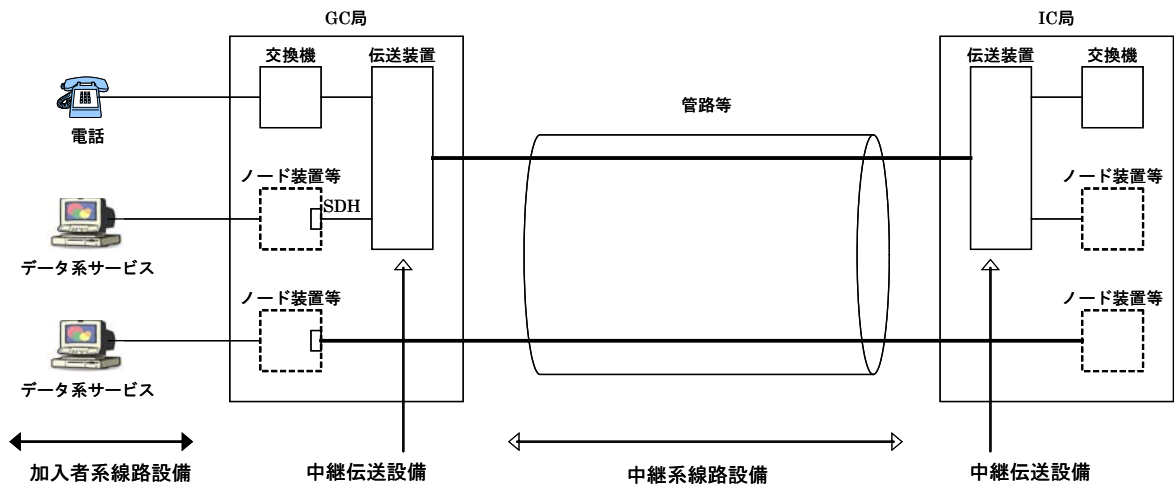 GC局
IC局
交換機
伝送装置
伝送装置
交換機
管路等
電話
ノード装置等
ノード装置等
SDH
データ系サービス
ノード装置等
ノード装置等
データ系サービス
加入者系線路設備
中継伝送設備
中継系線路設備
中継伝送設備